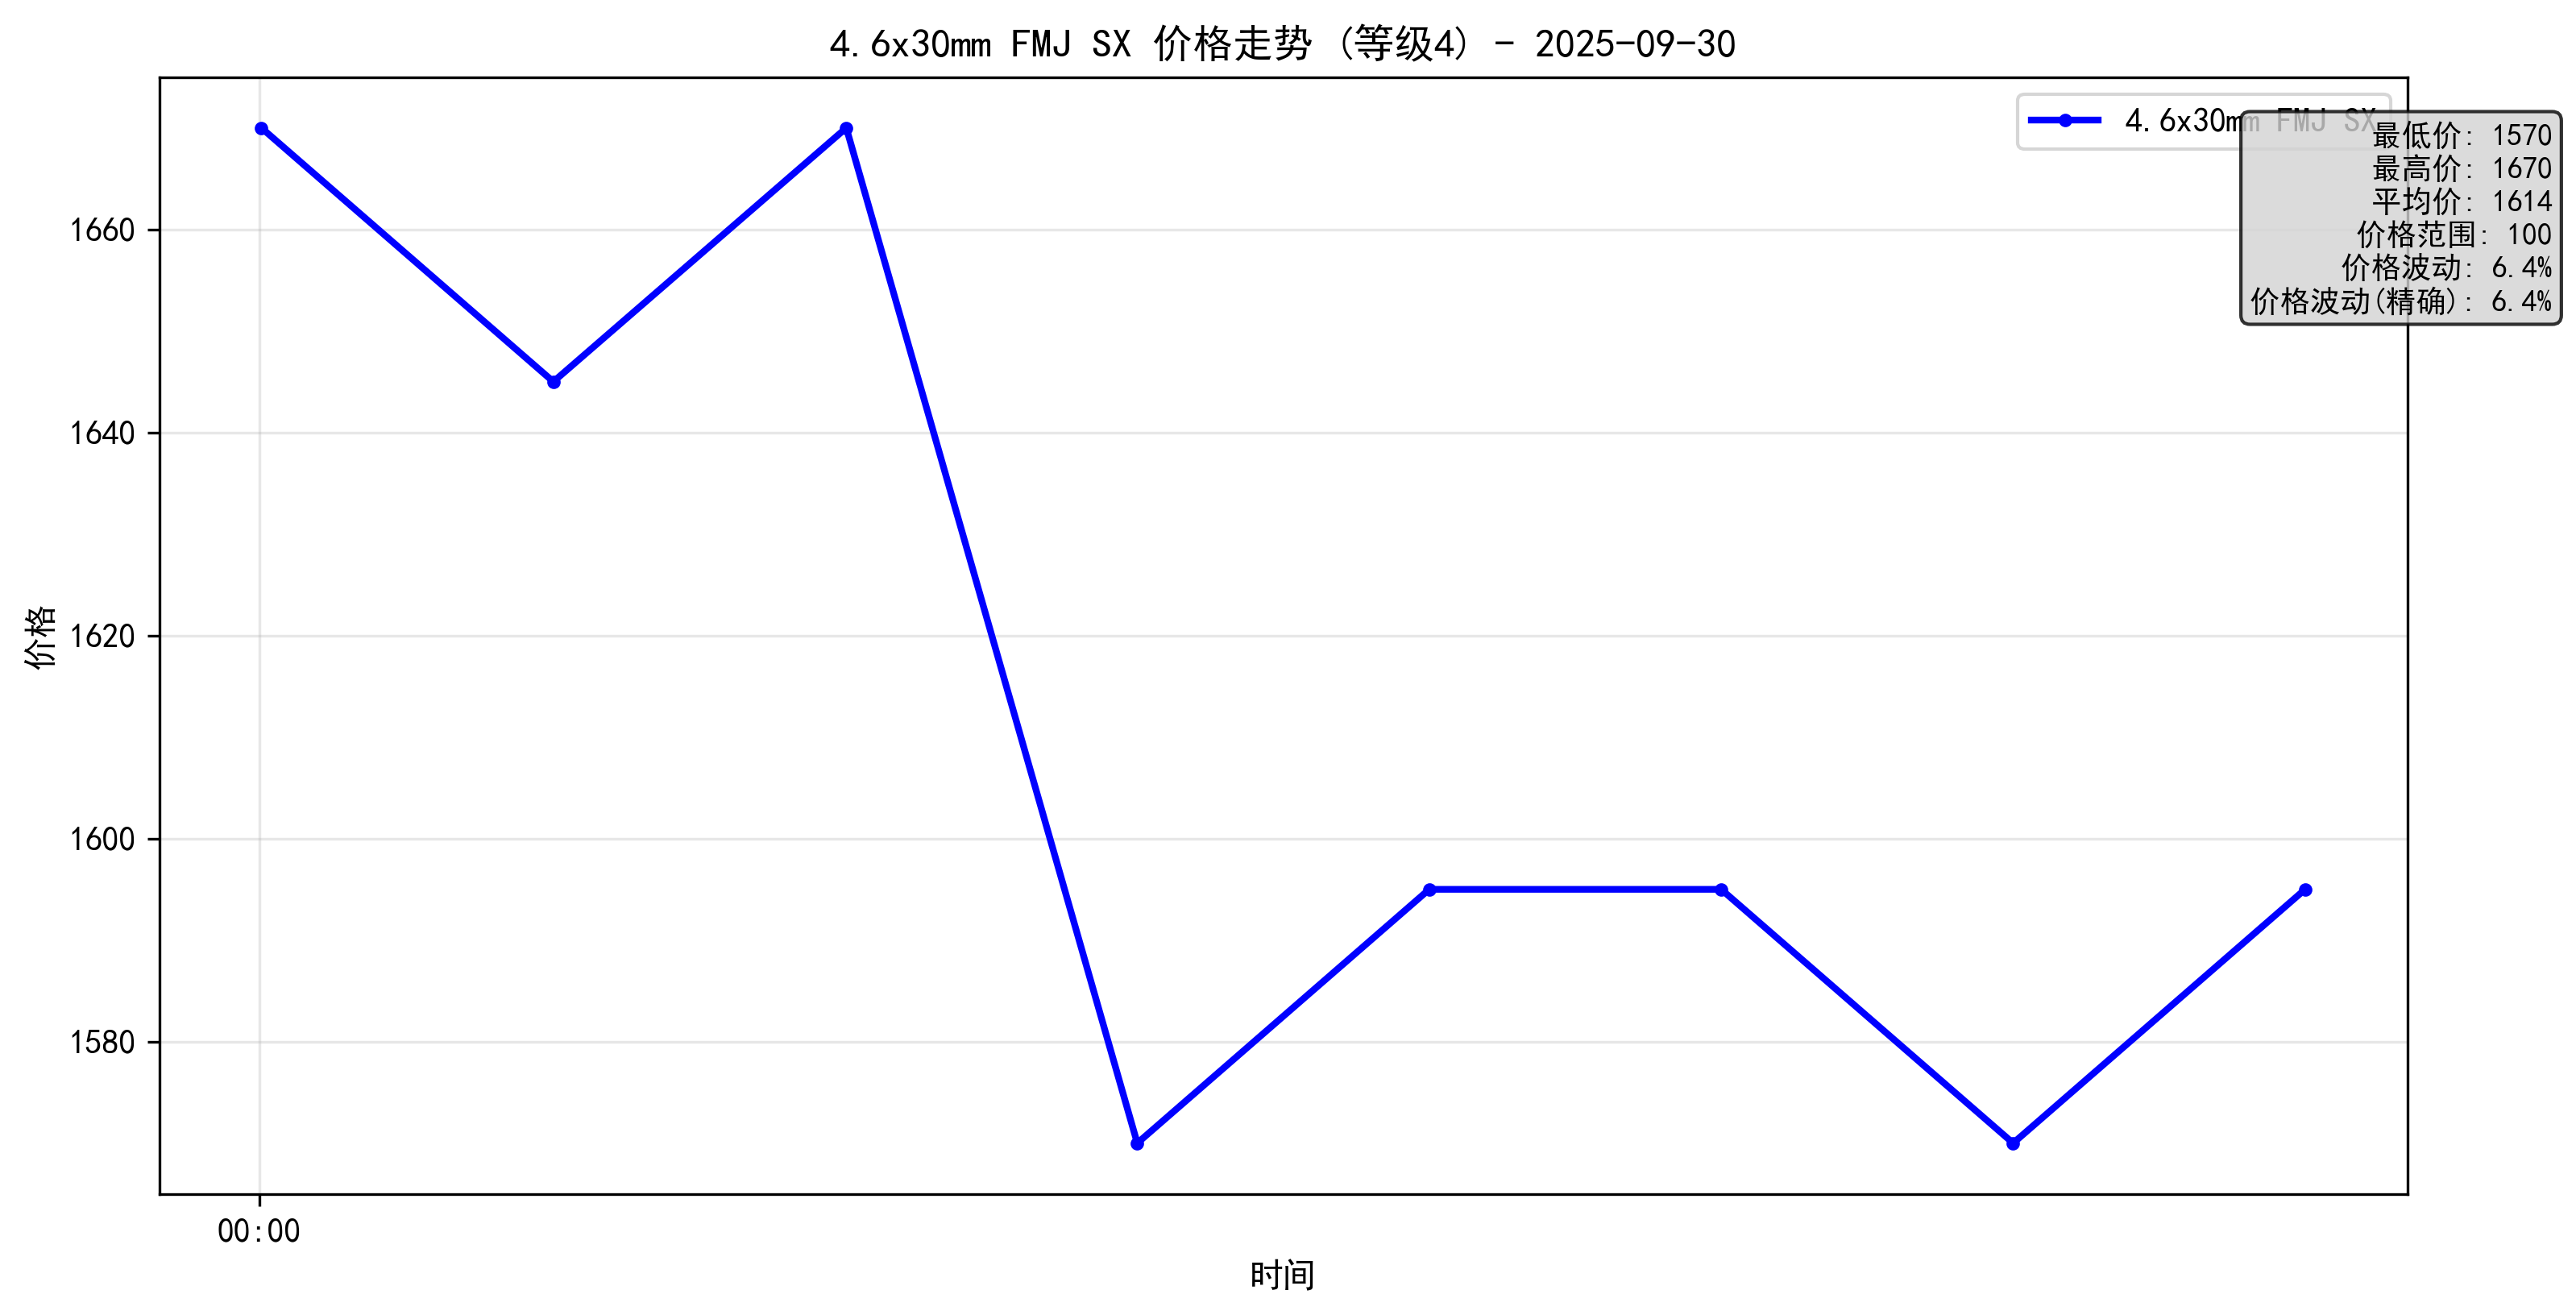 4.6x30mm FMJ SX 价格走势 (等级4) - 2025-09-30
4.6x30mm FMJ SX
最低价: 1570
最高价: 1670
平均价: 1614
价格范围: 100
价格波动: 6.4%
价格波动(精确): 6.4%
1660
1640
1620
1600
1580
价格
00:00
时间